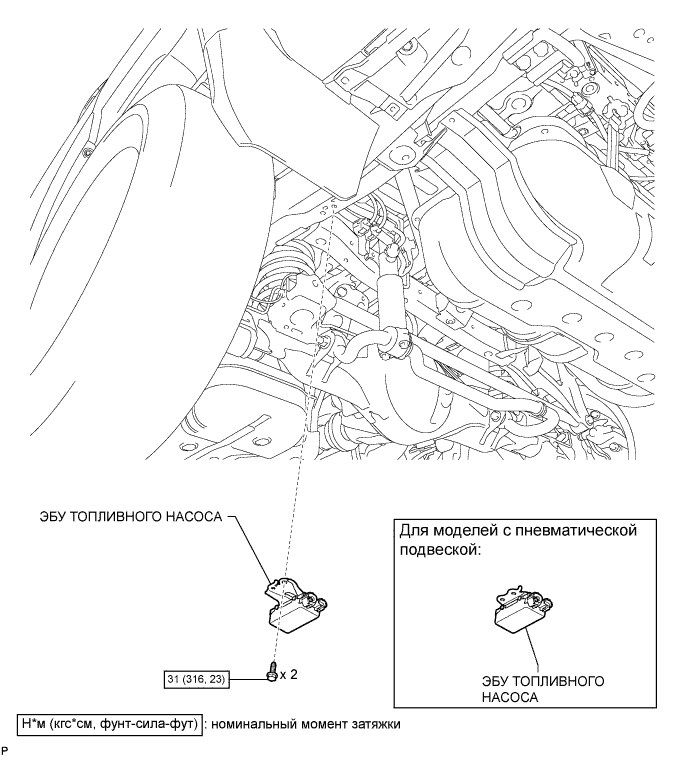 ЭБУ ТОПЛИВНОГО НАСОСА
Для моделей с пневматической
подвеской:
ЭБУ ТОПЛИВНОГО
НАСОСА
31 (316, 23)
x 2
Н*м (кгс*см, фунт-сила-фут) : номинальный момент затяжки
P